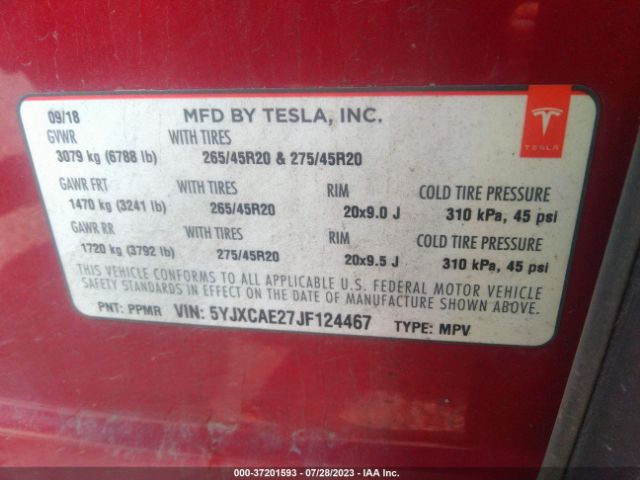 09/18 MFD BY TESLA, INC.
GVWR WITH TIRES
3079 kg (6788 lb) 265/45R20 & 275/45R20
TESLA
GAWR FRT WITH TIRES RIM COLD TIRE PRESSURE
1470 kg (3241 lb) 265/45R20 20x9.0 J 310 kPa, 45 psi
GAWR RR WITH TIRES RIM COLD TIRE PRESSURE
1720 kg (3792 lb) 275/45R20 20x9.5 J 310 kPa, 45 psi
THIS VEHICLE CONFORMS TO ALL APPLICABLE U.S. FEDERAL MOTOR VEHICLE
SAFETY STANDARDS IN EFFECT ON THE DATE OF MANUFACTURE SHOWN ABOVE.
PNT: PPMR VIN: 5YJXCAE27JF124467 TYPE: MPV
000-37201593 - 07/28/2023 - IAA Inc.